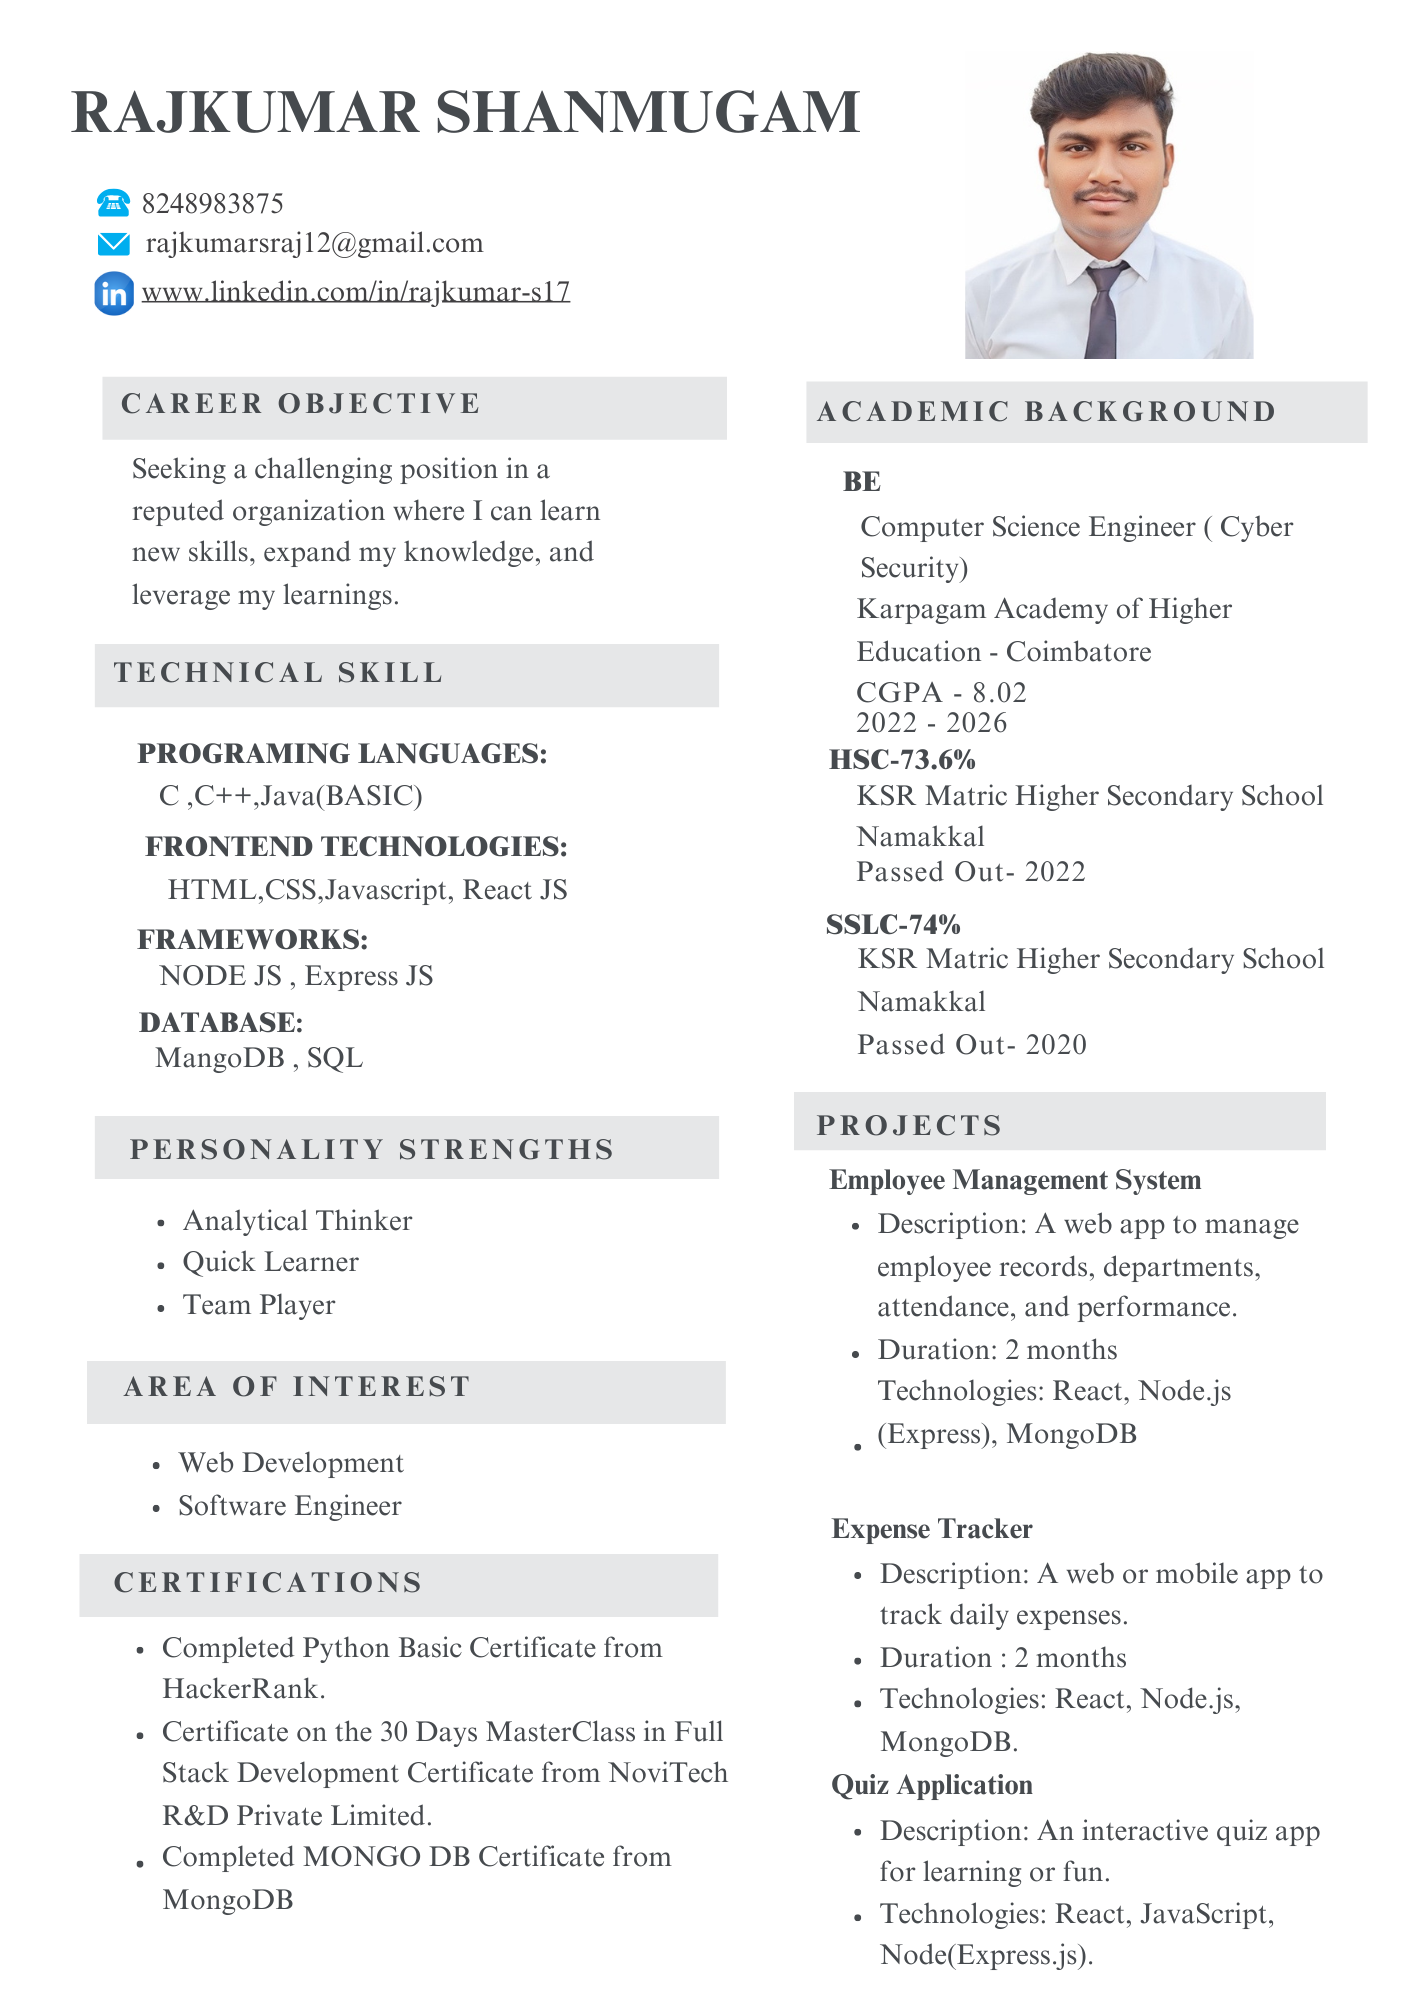 RAJKUMAR SHANMUGAM
8248983875
rajkumarsraj12@gmail.com
in www.linkedin.com/in/rajkumar-s17
CAREER OBJECTIVE
Seeking a challenging position in a
reputed organization where I can learn
new skills, expand my knowledge, and
leverage my learnings.
TECHNICAL SKILL
PROGRAMING LANGUAGES:
C ,C++,Java(BASIC)
FRONTEND TECHNOLOGIES:
HTML,CSS,Javascript, React JS
FRAMEWORKS:
NODE JS , Express JS
DATABASE:
MangoDB , SQL
PERSONALITY STRENGTHS
• Analytical Thinker
• Quick Learner
• Team Player
AREA OF INTEREST
• Web Development
• Software Engineer
CERTIFICATIONS
• Completed Python Basic Certificate from
HackerRank.
• Certificate on the 30 Days MasterClass in Full
Stack Development Certificate from NoviTech
R&D Private Limited.
• Completed MONGO DB Certificate from
MongoDB
ACADEMIC BACKGROUND
BE
Computer Science Engineer ( Cyber
Security)
Karpagam Academy of Higher
Education - Coimbatore
CGPA - 8.02
2022 - 2026
HSC-73.6%
KSR Matric Higher Secondary School
Namakkal
Passed Out- 2022
SSLC-74%
KSR Matric Higher Secondary School
Namakkal
Passed Out- 2020
PROJECTS
Employee Management System
• Description: A web app to manage
employee records, departments,
attendance, and performance.
• Duration: 2 months
Technologies: React, Node.js
• (Express), MongoDB
Expense Tracker
• Description: A web or mobile app to
track daily expenses.
• Duration : 2 months
• Technologies: React, Node.js,
MongoDB.
Quiz Application
• Description: An interactive quiz app
for learning or fun.
• Technologies: React, JavaScript,
Node(Express.js).